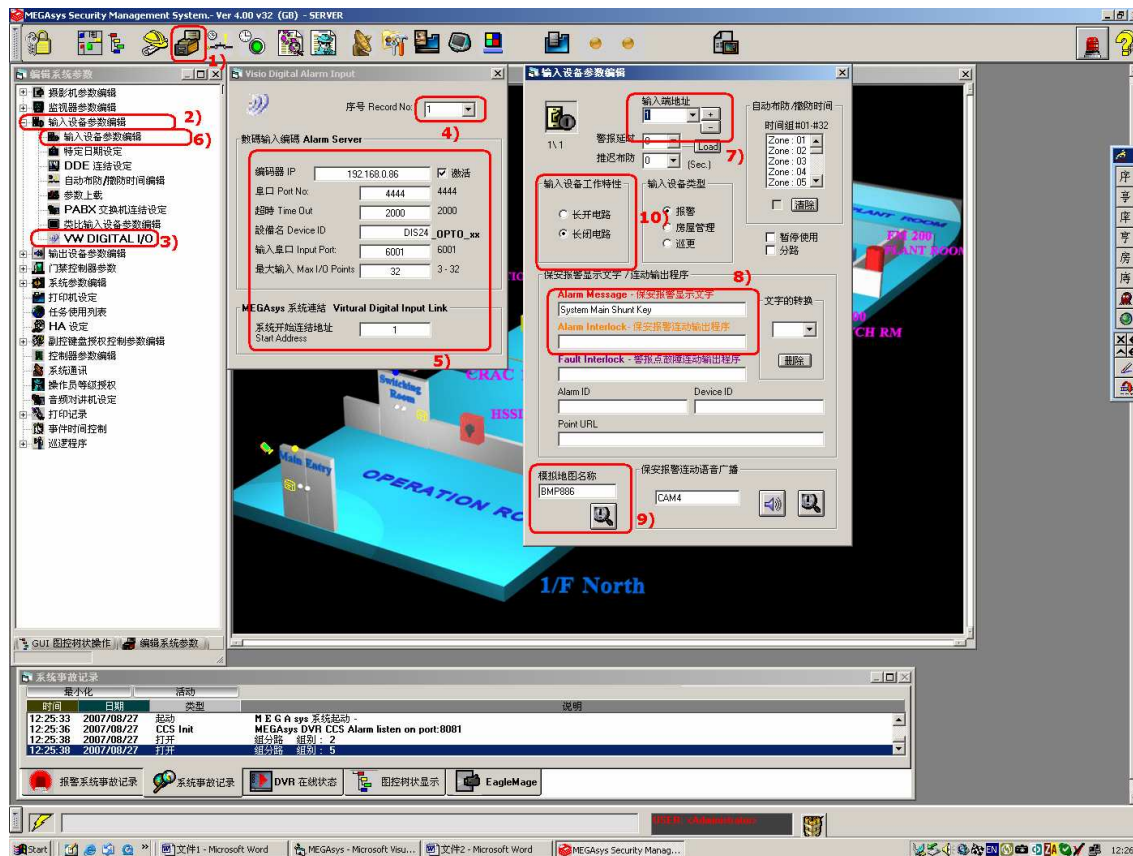 MEGAsys Security Management System.- Ver 4.00 v32 (GB) - SERVER
1)
编辑系统参数
摄影机参数编辑
监视器参数编辑
输入设备参数编辑
2)
输入设备参数编辑
6)
特定日期设定
DDE 连结设定
自动布防/撤防时间编辑
参数上载
PABX 交换机连结设定
类比输入设备参数编辑
VW DIGITAL I/O
3)
输出设备参数编辑
门禁控制器参数
系统参数编辑
打印机设定
任务使用列表
HA 设定
副控键盘授权控制参数编辑
控制器参数编辑
系统通讯
操作员等级授权
音频对讲机设定
打印记录
事件时间控制
巡逻程序
GUI 图控树状操作
编辑系统参数
Visio Digital Alarm Input
序号 Record No:
1
4)
数碼输入编碼 Alarm Server
编码器 IP
192.168.0.86
激活
皐口 Port No:
4444
4444
超時 Time Out
2000
2000
設備名 Device ID
DIS24
_OPTO_xx
输入皐口 Input Port:
6001
6001
最大输入 Max I/O Points
32
3 - 32
MEGAsys 系统連結 Virtual Digital Input Link
系统开始连结地址
Start Address
1
5)
输入设备参数编辑
1\ 1
输入端地址
1
+
-
警报延时
0
Load
推迟布防
0
(Sec.)
7)
自动布防/撤防时间
时间组#01-#32
Zone : 01
Zone : 02
Zone : 03
Zone : 04
Zone : 05
清除
输入设备工作特性
长开电路
长闭电路
10)
输入设备类型
报警
房屋管理
巡更
暂停使用
分路
8)
保安报警显示文字 / 连动输出程序
Alarm Message - 保安报警显示文字
System Main Shunt Key
Alarm Interlock - 保安报警连动输出程序
Fault Interlock - 警报点故障连动输出程序
文字的转换
删除
Alarm ID
Device ID
Point URL
模拟地图名称
BMP886
9)
保安报警连动语音广播
CAM4
PLANT ROOM
FM 200
PLANT ROOM
CH RM
CRAC
Switching
Room
HSSI
Main Entry
OPERATION RO
1/F North
系统事故记录
最小化
活动
时间
日期
类型
说明
12:25:33 2007/08/27 起动 M E G A sys 系统起动 -
12:25:36 2007/08/27 CCS Init MEGAsys DVR CCS Alarm listen on port:8081
12:25:38 2007/08/27 打开 组分路 组别 : 2
12:25:38 2007/08/27 打开 组分路 组别 : 5
报警系统事故记录
系统事故记录
DVR 在线状态
图控树状显示
EagleMage
USER: <Administrator>
Start
文件1 - Microsoft Word
MEGAsys - Microsoft Visu...
文件2 - Microsoft Word
MEGAsys Security Manag...
EN
12:26